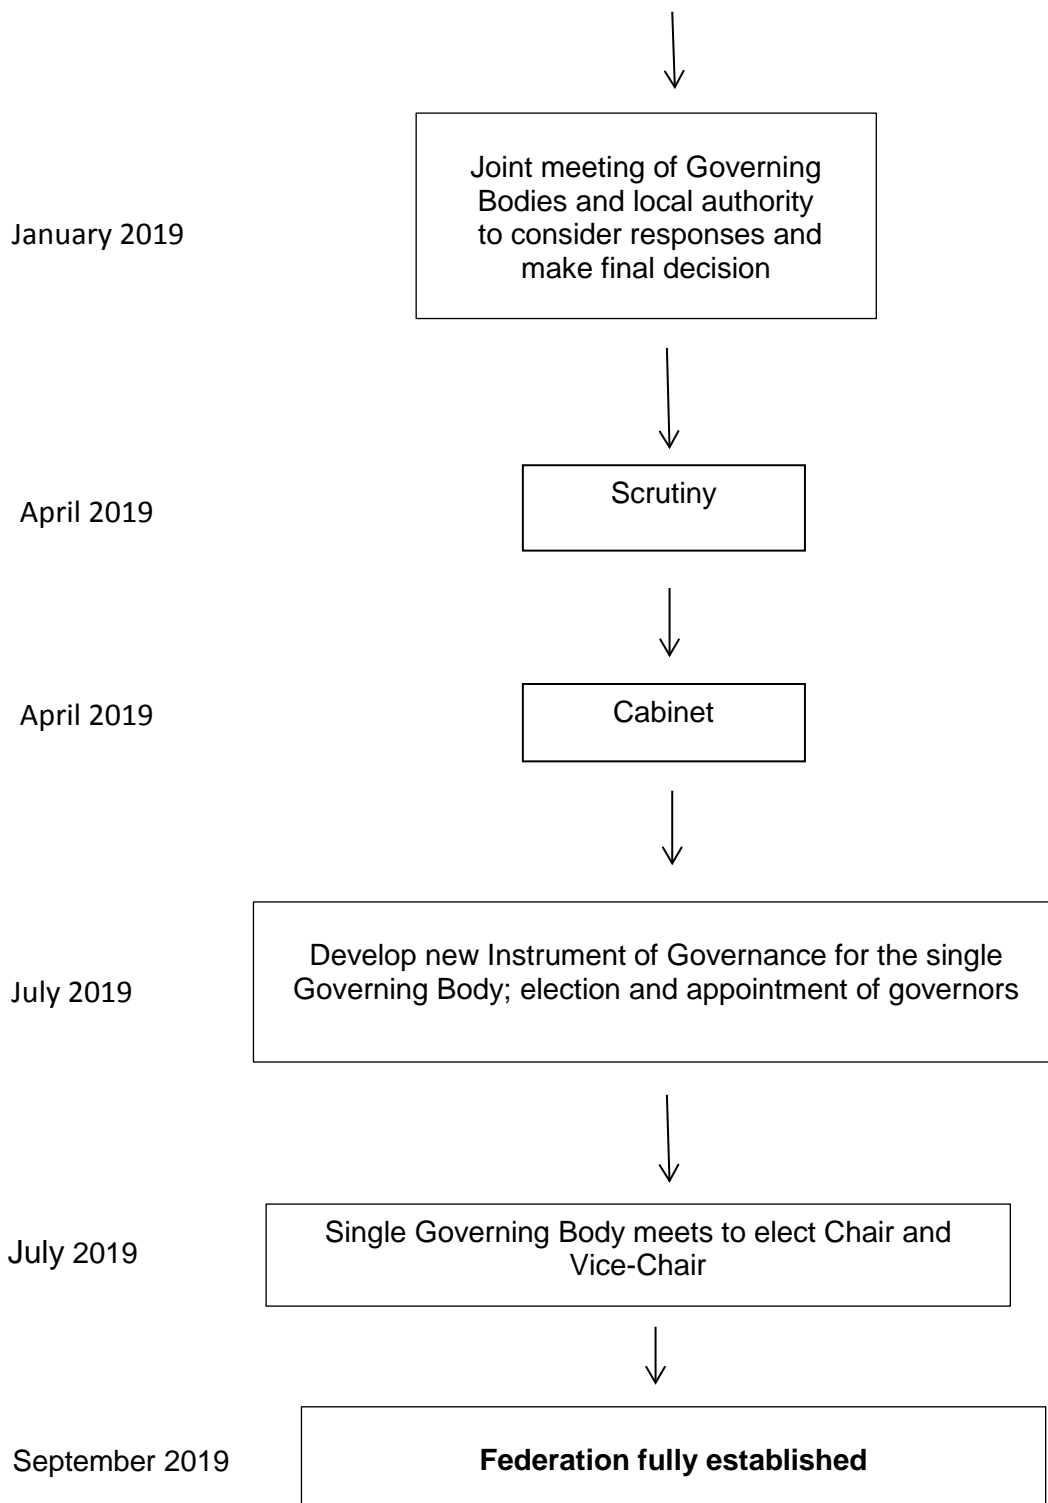 January 2019
Joint meeting of Governing
Bodies and local authority
to consider responses and
make final decision
April 2019
Scrutiny
April 2019
Cabinet
July 2019
Develop new Instrument of Governance for the single
Governing Body; election and appointment of governors
July 2019
Single Governing Body meets to elect Chair and
Vice-Chair
September 2019
Federation fully established